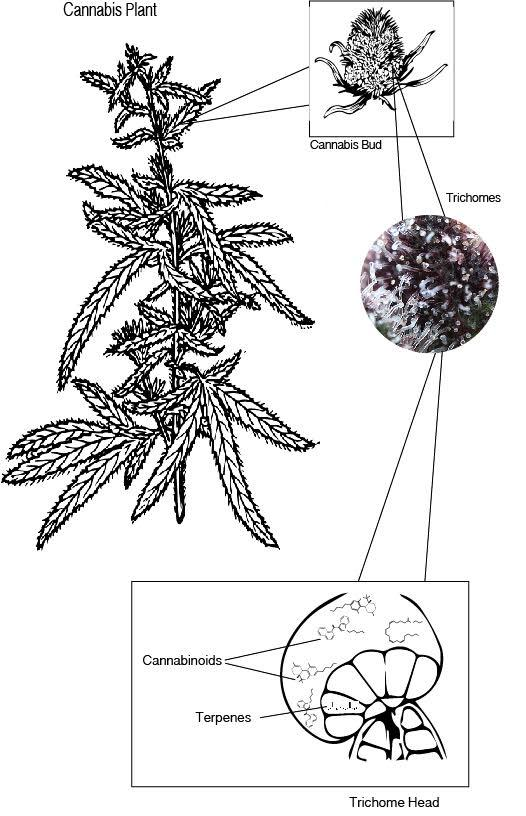 Cannabis Plant
Cannabis Bud
Trichomes
Cannabinoids
Terpenes
Trichome Head